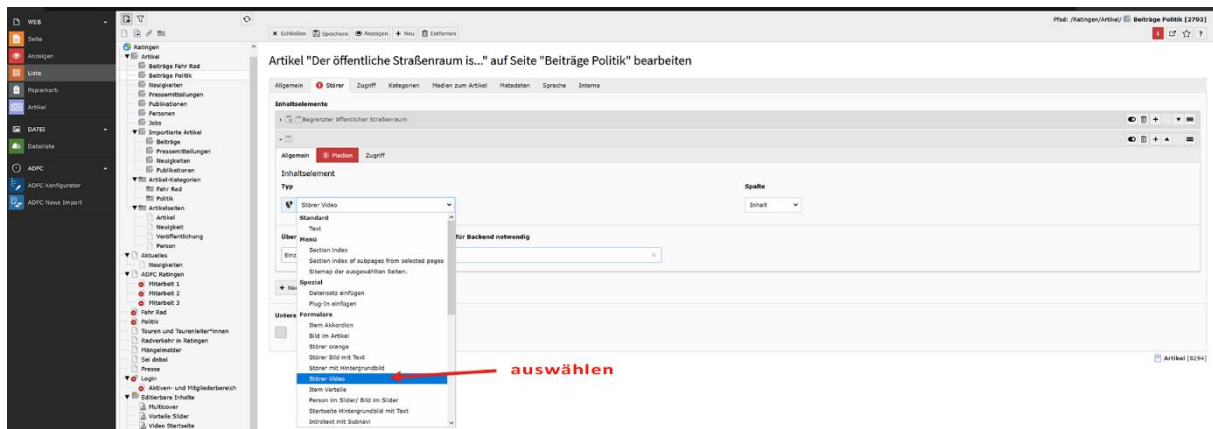 Pfad: /Ratingen/Artikel/ Beiträge Politik [2793]
WEB
Seite
Anzeigen
Liste
Papierkorb
Artikel
DATEI
Dateiliste
ADFC
ADFC Konfigurator
ADFC News Import
Ratingen
Artikel
Beiträge Fahr Rad
Beiträge Politik
Neuigkeiten
Pressemitteilungen
Publikationen
Personen
Jobs
Importierte Artikel
Beiträge
Pressemitteilungen
Neuigkeiten
Publikationen
Artikel-Kategorien
Fahr Rad
Politik
Artikelseiten
Artikel
Neuigkeit
Veröffentlichung
Person
Aktuelles
Neuigkeiten
ADFC Ratingen
Mitarbeit 1
Mitarbeit 2
Mitarbeit 3
Fahr Rad
Politik
Touren und Tourenleiter*innen
Radverkehr in Ratingen
Mängelmelder
Sei dabei
Presse
Login
Aktiven- und Mitgliederbereich
Editierbare Inhalte
Multicover
Vorteile Slider
Video Startseite
Schließen Speichern Anzeigen Neu Entfernen
Artikel "Der öffentliche Straßenraum is..." auf Seite "Beiträge Politik" bearbeiten
Allgemein Störer Zugriff Kategorien Medien zum Artikel Metadaten Sprache Interna
Inhaltselemente
Begrenzter öffentlicher Straßenraum
Allgemein Medien Zugriff
Inhaltselement
Typ Spalte
Störer Video Inhalt
Standard
Text
Über für Backend notwendig
Menü
Section index
Einz
Section index of subpages from selected pages
Sitemap der ausgewählten Seiten.
Spezial
Datensatz einfügen
+ Ne
Plug-In einfügen
Unters Formulare
Item Akkordion
Bild im Artikel
Störer orange
Störer Bild mit Text
Artikel [8294]
Störer mit Hintergrundbild
Störer Video
auswählen
Item Vorteile
Person im Slider/ Bild im Slider
Startseite Hintergrundbild mit Text
Introtext mit Subnavi